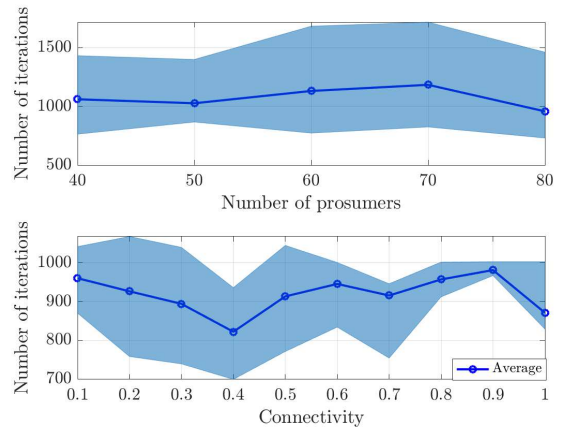 1500
1000
500
Number of iterations
40 50 60 70 80
Number of prosumers
1000
900
800
700
Number of iterations
Average
0.1 0.2 0.3 0.4 0.5 0.6 0.7 0.8 0.9 1
Connectivity